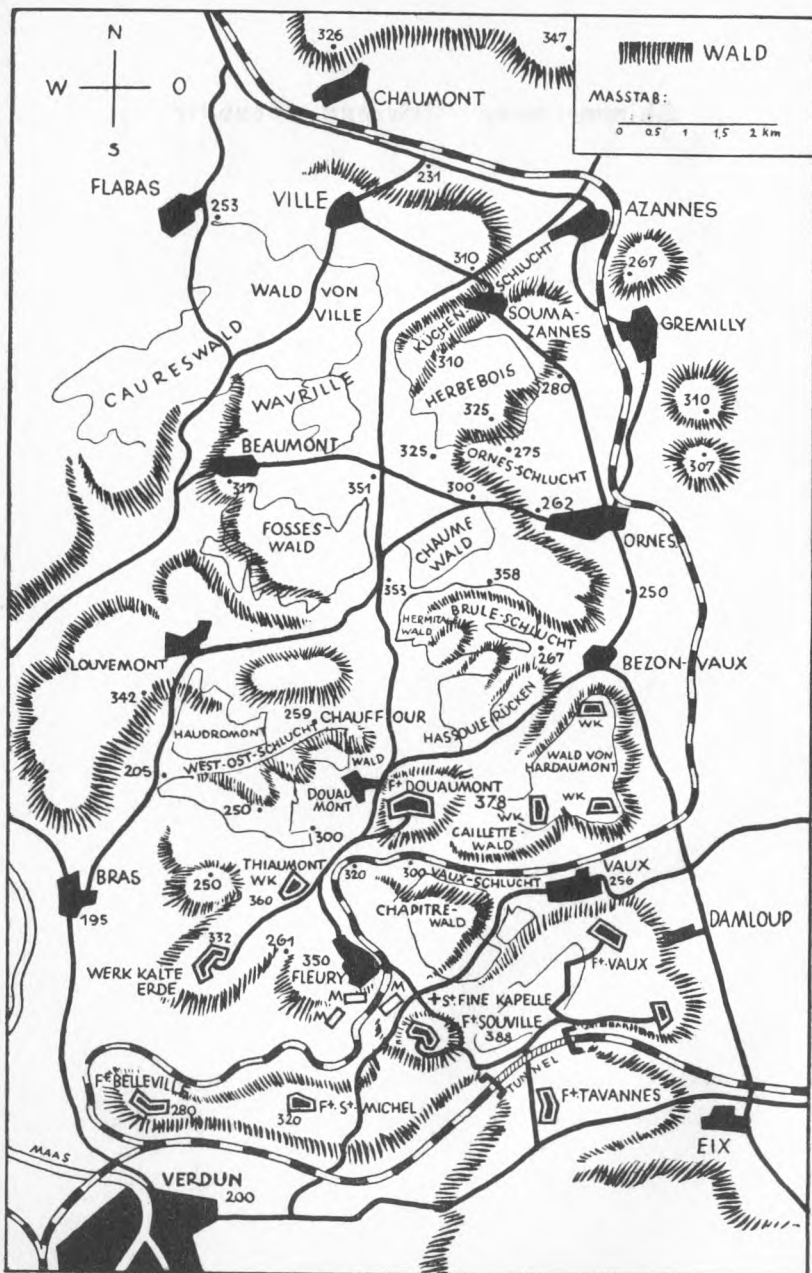 N
W O
S
326
347
WALD
MASSTAB:
0 0,5 1 1,5 2 km
CHAUMONT
FLABAS
253
VILLE
231
AZANNES
267
310
WALD VON
VILLE
KÜCHEN-SCHLUCHT
SOUMA-
ZANNES
GREMILLY
CAURESWALD
310
HERBEBOIS
280
310
WAVRILLE
325
BEAUMONT
325
275
307
ORNES-SCHLUCHT
317
351
300
262
FOSSES-
WALD
CHAUME
WALD
ORNES
353
358
250
HERMITA
WALD
BRULE-SCHLUCHT
LOUVEMONT
267
BEZON-VAUX
342
HASSOULE RÜCKEN
259
CHAUFFOUR
WALD
HAUDROMONT
WEST-OST-SCHLUCHT
WK
205
WALD VON
HARDAUMONT
DOUAU
MONT
Ft DOUAUMONT
378
WK
WK
250
CAILLETTE-
WALD
300
THIAUMONT
WK
360
320
300
VAUX-SCHLUCHT
VAUX
256
BRAS
195
250
CHAPITRE-
WALD
DAMLOUP
332
261
350
FLEURY
Ft. VAUX
WERK KALTE
ERDE
M
M
M
St. FINE KAPELLE
Ft SOUVILLE
388
TUNNEL
Ft. BELLEVILLE
280
320
Ft. St. MICHEL
Ft. TAVANNES
EIX
MAAS
VERDUN
200